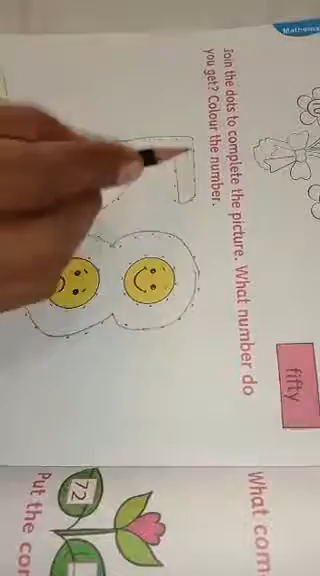 Mathema
Join the dots to complete the picture. What number do
you get? Colour the number.
fifty
What com
72
Put the cor